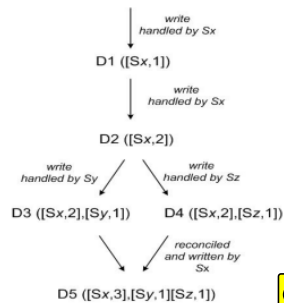 write
handled by Sx
D1 ([Sx,1])
write
handled by Sx
D2 ([Sx,2])
write
handled by Sy
write
handled by Sz
D3 ([Sx,2],[Sy,1])
D4 ([Sx,2],[Sz,1])
reconciled
and written by
Sx
D5 ([Sx,3],[Sy,1][Sz,1])